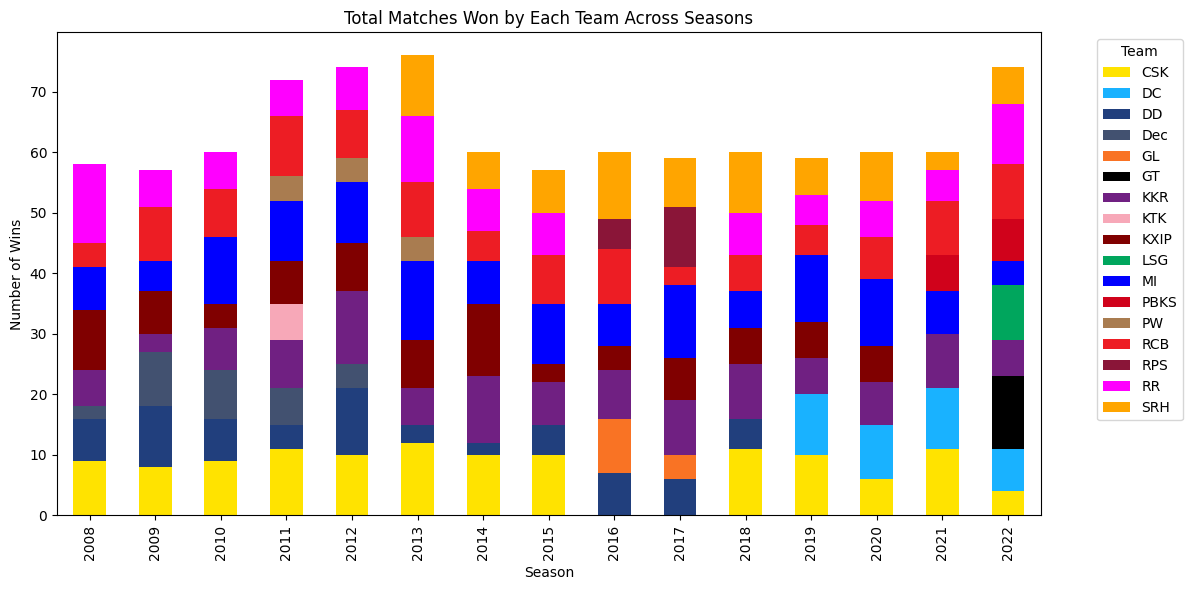 Total Matches Won by Each Team Across Seasons
Number of Wins
70
60
50
40
30
20
10
0
2008
2009
2010
2011
2012
2013
2014
2015
2016
2017
2018
2019
2020
2021
2022
Season
Team
CSK
DC
DD
Dec
GL
GT
KKR
KTK
KXIP
LSG
MI
PBKS
PW
RCB
RPS
RR
SRH